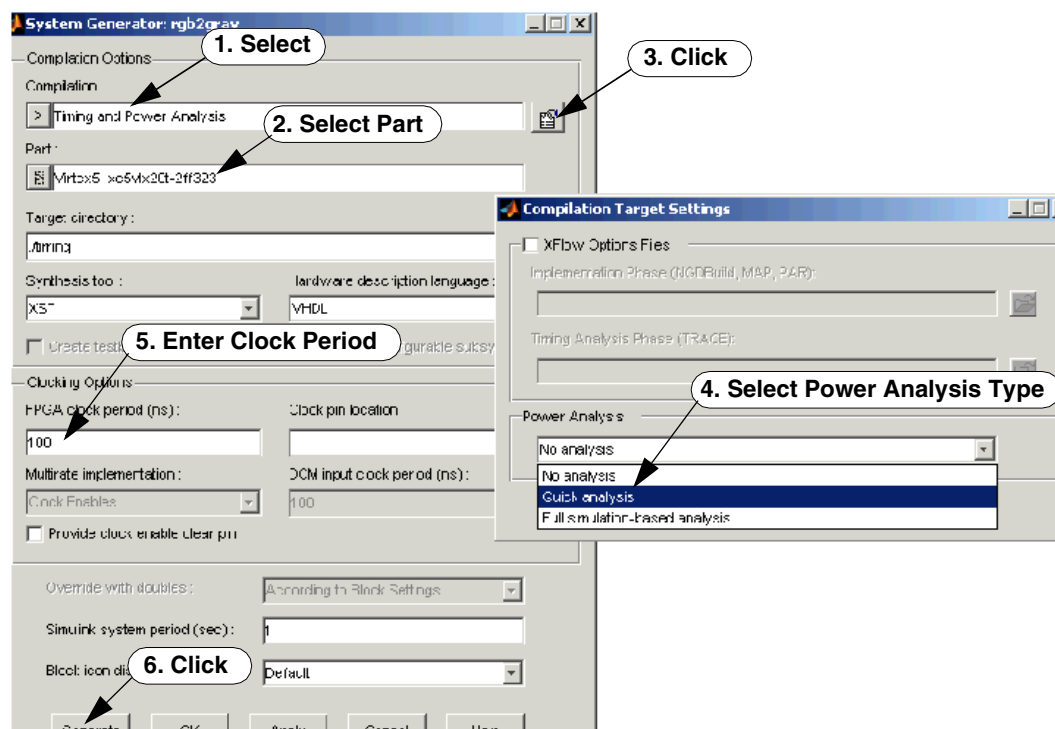 System Generator: rgb2gray
1. Select
Compilation Options
3. Click
Compilation
> Timing and Power Analysis
2. Select Part
Part :
Virtex5 xc5vlx20t-2ff323
Target directory :
./timing
Compilation Target Settings
XFlow Options Files
Implementation Phase (NGDBuild, MAP, PAR):
Timing Analysis Phase (TRACE):
Synthesis tool :
Hardware description language :
XST
VHDL
Create
5. Enter Clock Period
4. Select Power Analysis Type
Clocking Options
FPGA clock period (ns) :
Clock pin location
100
Power Analysis
No analysis
No analysis
Quick analysis
Full simulation-based analysis
Multirate implementation :
DCM input clock period (ns) :
Clock Enables
100
Provide clock enable clear pin
Override with doubles :
According to Block Settings
Simulink system period (sec) :
1
Block icon
6. Click
Default
Generate
OK
Apply
Cancel
Help